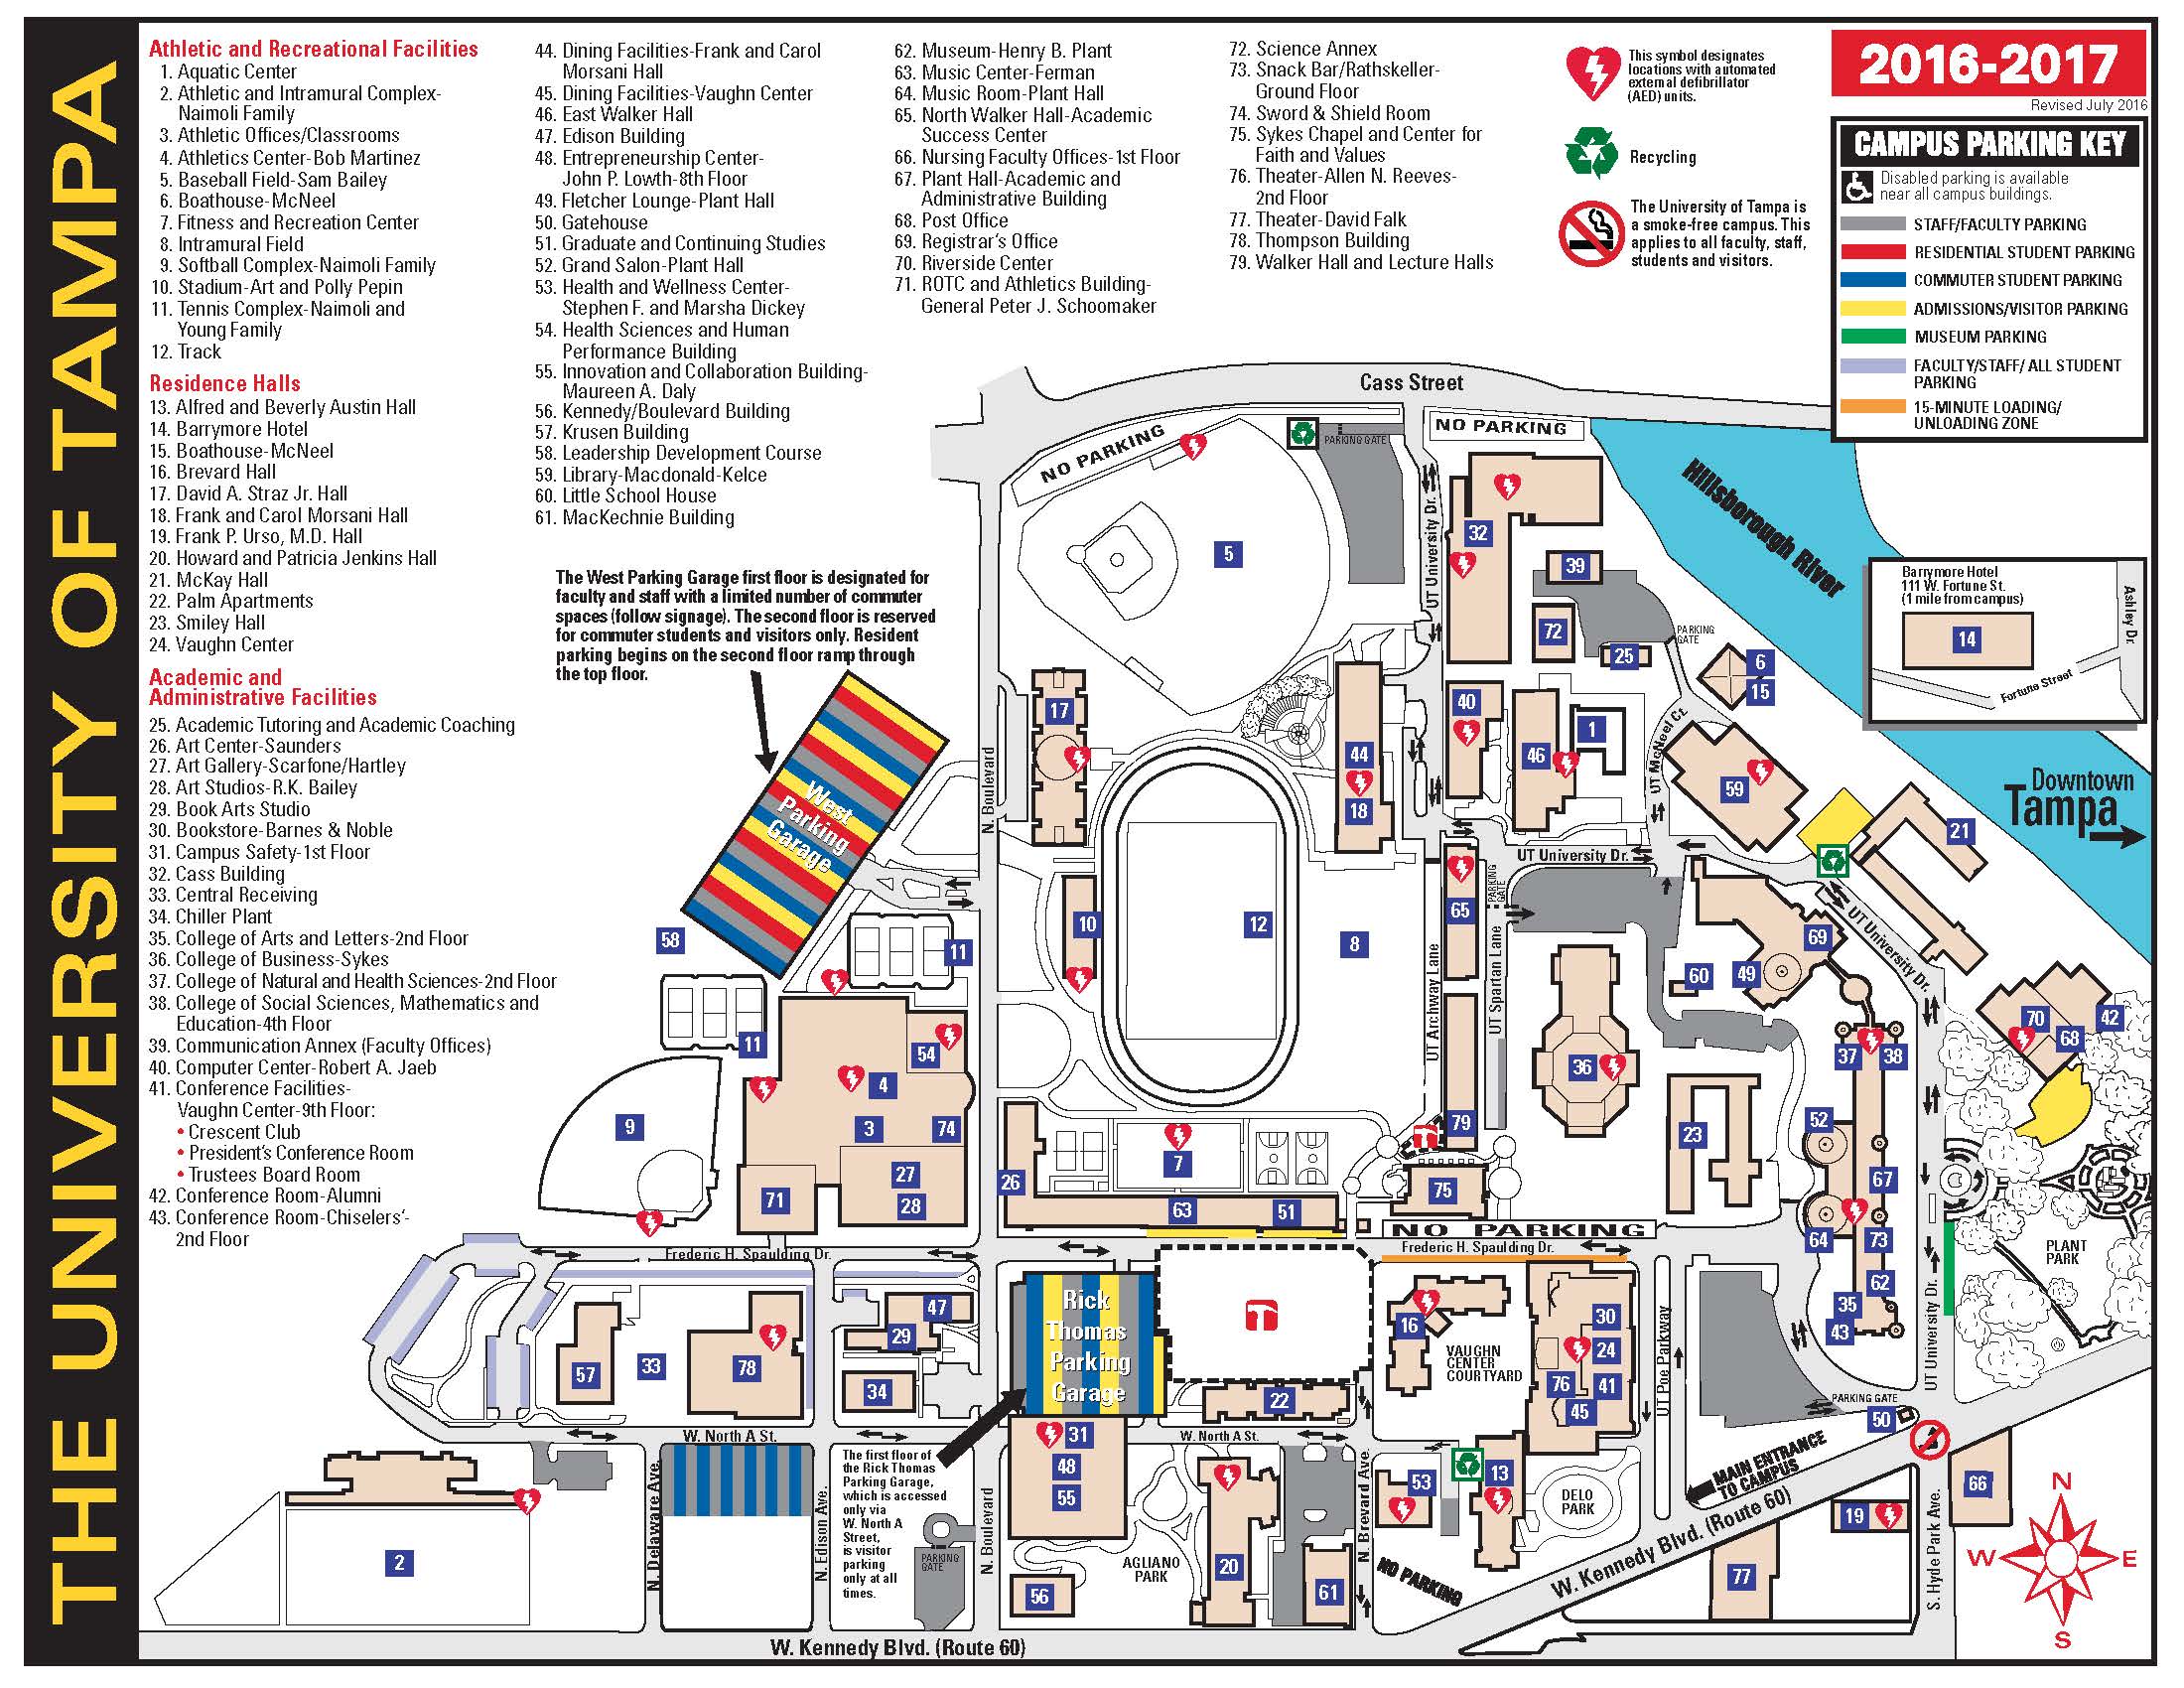 THE UNIVERSITY OF TAMPA
Athletic and Recreational Facilities
1. Aquatic Center
2. Athletic and Intramural Complex-
Naimoli Family
3. Athletic Offices/Classrooms
4. Athletics Center-Bob Martinez
5. Baseball Field-Sam Bailey
6. Boathouse-McNeel
7. Fitness and Recreation Center
8. Intramural Field
9. Softball Complex-Naimoli Family
10. Stadium-Art and Polly Pepin
11. Tennis Complex-Naimoli and
Young Family
12. Track
Residence Halls
13. Alfred and Beverly Austin Hall
14. Barrymore Hotel
15. Boathouse-McNeel
16. Brevard Hall
17. David A. Straz Jr. Hall
18. Frank and Carol Morsani Hall
19. Frank P. Urso, M.D. Hall
20. Howard and Patricia Jenkins Hall
21. McKay Hall
22. Palm Apartments
23. Smiley Hall
24. Vaughn Center
Academic and
Administrative Facilities
25. Academic Tutoring and Academic Coaching
26. Art Center-Saunders
27. Art Gallery-Scarfone/Hartley
28. Art Studios-R.K. Bailey
29. Book Arts Studio
30. Bookstore-Barnes & Noble
31. Campus Safety-1st Floor
32. Cass Building
33. Central Receiving
34. Chiller Plant
35. College of Arts and Letters-2nd Floor
36. College of Business-Sykes
37. College of Natural and Health Sciences-2nd Floor
38. College of Social Sciences, Mathematics and
Education-4th Floor
39. Communication Annex (Faculty Offices)
40. Computer Center-Robert A. Jaeb
41. Conference Facilities-
Vaughn Center-9th Floor:
• Crescent Club
• President's Conference Room
• Trustees Board Room
42. Conference Room-Alumni
43. Conference Room-Chiselers'-
2nd Floor
44. Dining Facilities-Frank and Carol
Morsani Hall
45. Dining Facilities-Vaughn Center
46. East Walker Hall
47. Edison Building
48. Entrepreneurship Center-
John P. Lowth-8th Floor
49. Fletcher Lounge-Plant Hall
50. Gatehouse
51. Graduate and Continuing Studies
52. Grand Salon-Plant Hall
53. Health and Wellness Center-
Stephen F. and Marsha Dickey
54. Health Sciences and Human
Performance Building
55. Innovation and Collaboration Building-
Maureen A. Daly
56. Kennedy/Boulevard Building
57. Krusen Building
58. Leadership Development Course
59. Library-Macdonald-Kelce
60. Little School House
61. MacKechnie Building
62. Museum-Henry B. Plant
63. Music Center-Ferman
64. Music Room-Plant Hall
65. North Walker Hall-Academic
Success Center
66. Nursing Faculty Offices-1st Floor
67. Plant Hall-Academic and
Administrative Building
68. Post Office
69. Registrar's Office
70. Riverside Center
71. ROTC and Athletics Building-
General Peter J. Schoomaker
72. Science Annex
73. Snack Bar/Rathskeller-
Ground Floor
74. Sword & Shield Room
75. Sykes Chapel and Center for
Faith and Values
76. Theater-Allen N. Reeves-
2nd Floor
77. Theater-David Falk
78. Thompson Building
79. Walker Hall and Lecture Halls
This symbol designates
locations with automated
external defibrillator
(AED) units.
Recycling
The University of Tampa is
a smoke-free campus. This
applies to all faculty, staff,
students and visitors.
2016-2017
Revised July 2016
CAMPUS PARKING KEY
Disabled parking is available
near all campus buildings.
STAFF/FACULTY PARKING
RESIDENTIAL STUDENT PARKING
COMMUTER STUDENT PARKING
ADMISSIONS/VISITOR PARKING
MUSEUM PARKING
FACULTY/STAFF/ ALL STUDENT
PARKING
15-MINUTE LOADING/
UNLOADING ZONE
Cass Street
NO PARKING
NO PARKING
PARKING GATE
Hillsborough River
5
32
39
72
25
PARKING
GATE
6
15
Barrymore Hotel
111 W. Fortune St.
(1 mile from campus)
14
Ashley Dr.
Fortune Street
The West Parking Garage first floor is designated for
faculty and staff with a limited number of commuter
spaces (follow signage). The second floor is reserved
for commuter students and visitors only. Resident
parking begins on the second floor ramp through
the top floor.
UT University Dr.
17
40
46
1
UT McNeel Ct.
59
44
18
N. Boulevard
West
Parking
Garage
Downtown
Tampa
21
UT University Dr.
PARKING
GATE
65
10
12
8
58
11
11
69
49
60
UT University Dr.
UT Archway Lane
UT Spartan Lane
36
70
42
68
37
38
54
4
3
74
9
7
79
23
52
67
27
28
71
26
63
51
75
64
73
62
35
43
PLANT
PARK
NO PARKING
Frederic H. Spaulding Dr.
Frederic H. Spaulding Dr.
UT University Dr.
47
29
34
57
33
78
Rick
Thomas
Parking
Garage
22
16
VAUGHN
CENTER
COURTYARD
30
24
76
41
45
UT Poe Parkway
PARKING GATE
50
W. North A St.
W. North A St.
The first floor of
the Rick Thomas
Parking Garage,
which is accessed
only via
W. North A
Street,
is visitor
parking
only at all
times.
PARKING
GATE
31
48
55
56
AGLIANO
PARK
20
61
53
13
DELO
PARK
MAIN ENTRANCE
TO CAMPUS
66
19
77
2
N. Delaware Ave.
N. Edison Ave.
N. Boulevard
N. Brevard Ave.
NO PARKING
W. Kennedy Blvd. (Route 60)
S. Hyde Park Ave.
W. Kennedy Blvd. (Route 60)
N
W
E
S